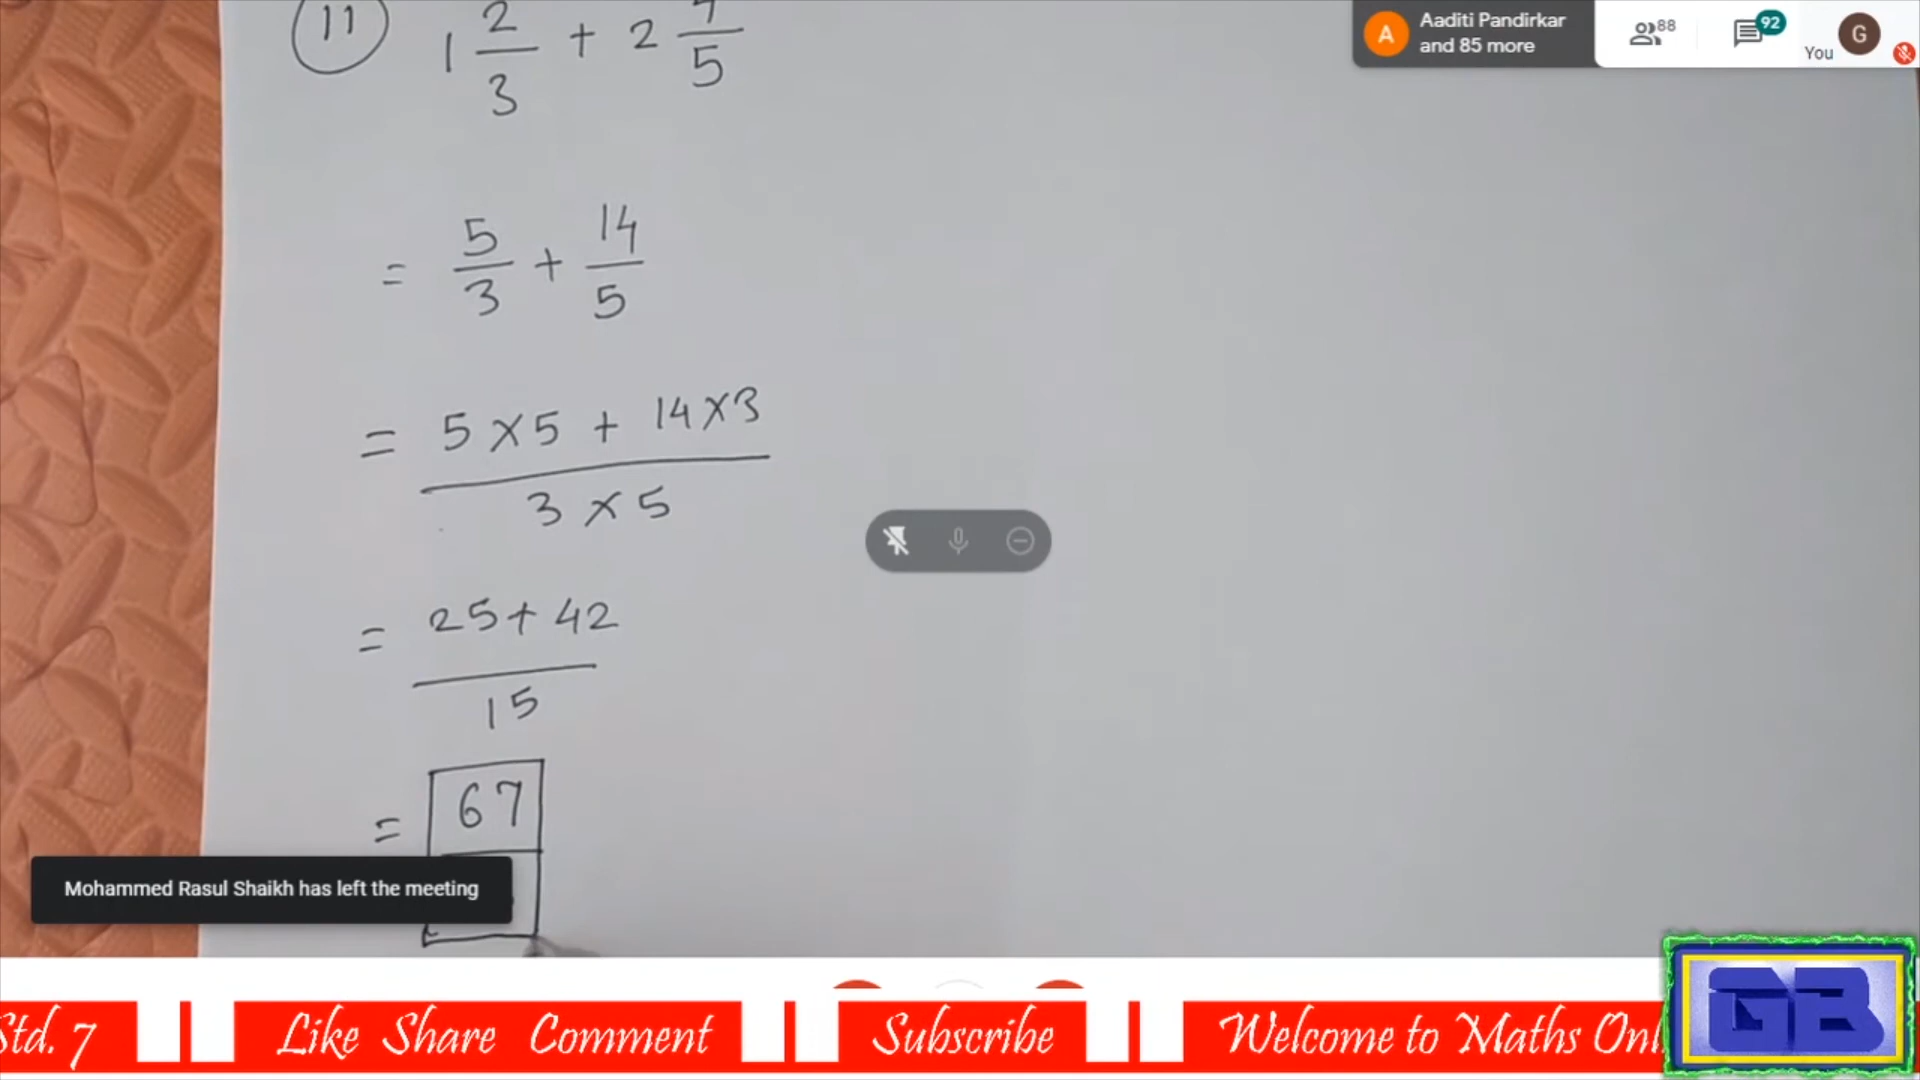 Aaditi Pandirkar
and 85 more
88
92
You
G
A
11
1 2/3 + 2 4/5
= 5/3 + 14/5
= 5×5 + 14×3
3×5
= 25+42
15
= 67
Mohammed Rasul Shaikh has left the meeting
Std. 7
Like Share Comment
Subscribe
Welcome to Maths Onl
GB